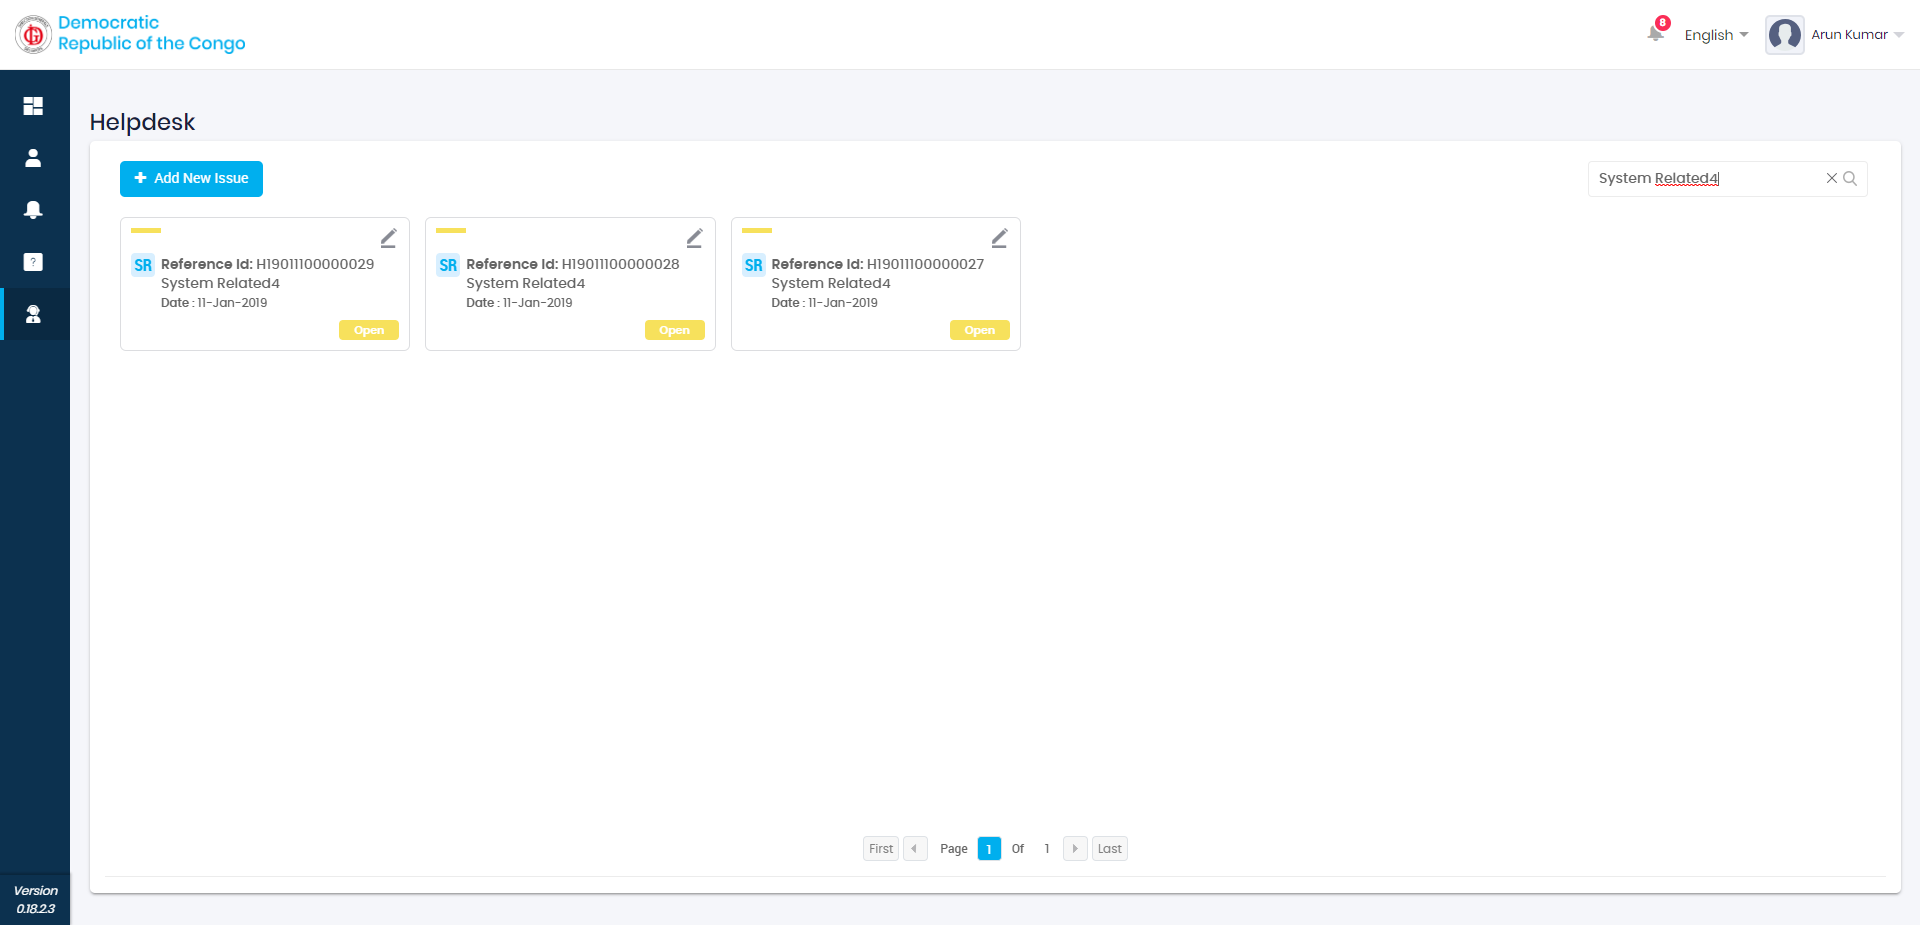 Democratic
Republic of the Congo
8
English
Arun Kumar
Helpdesk
Add New Issue
System Related4
SR
Reference Id: H19011100000029
System Related4
Date : 11-Jan-2019
Open
SR
Reference Id: H19011100000028
System Related4
Date : 11-Jan-2019
Open
SR
Reference Id: H19011100000027
System Related4
Date : 11-Jan-2019
Open
?
First
Page 1 Of 1
Last
Version
0.18.2.3